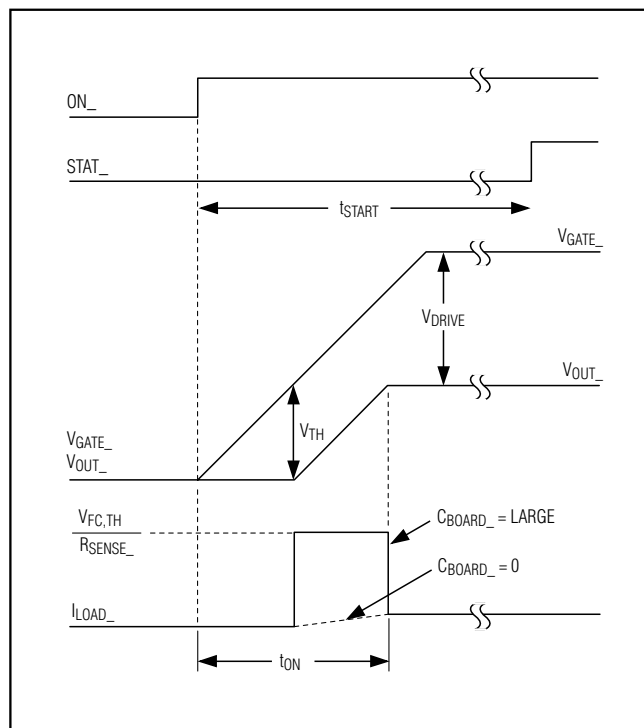 ON_
STAT_
tSTART
VGATE_
VDRIVE
VOUT_
VTH
VGATE_
VOUT_
VFC,TH
RSENSE_
CBOARD_ = LARGE
CBOARD_ = 0
ILOAD_
tON